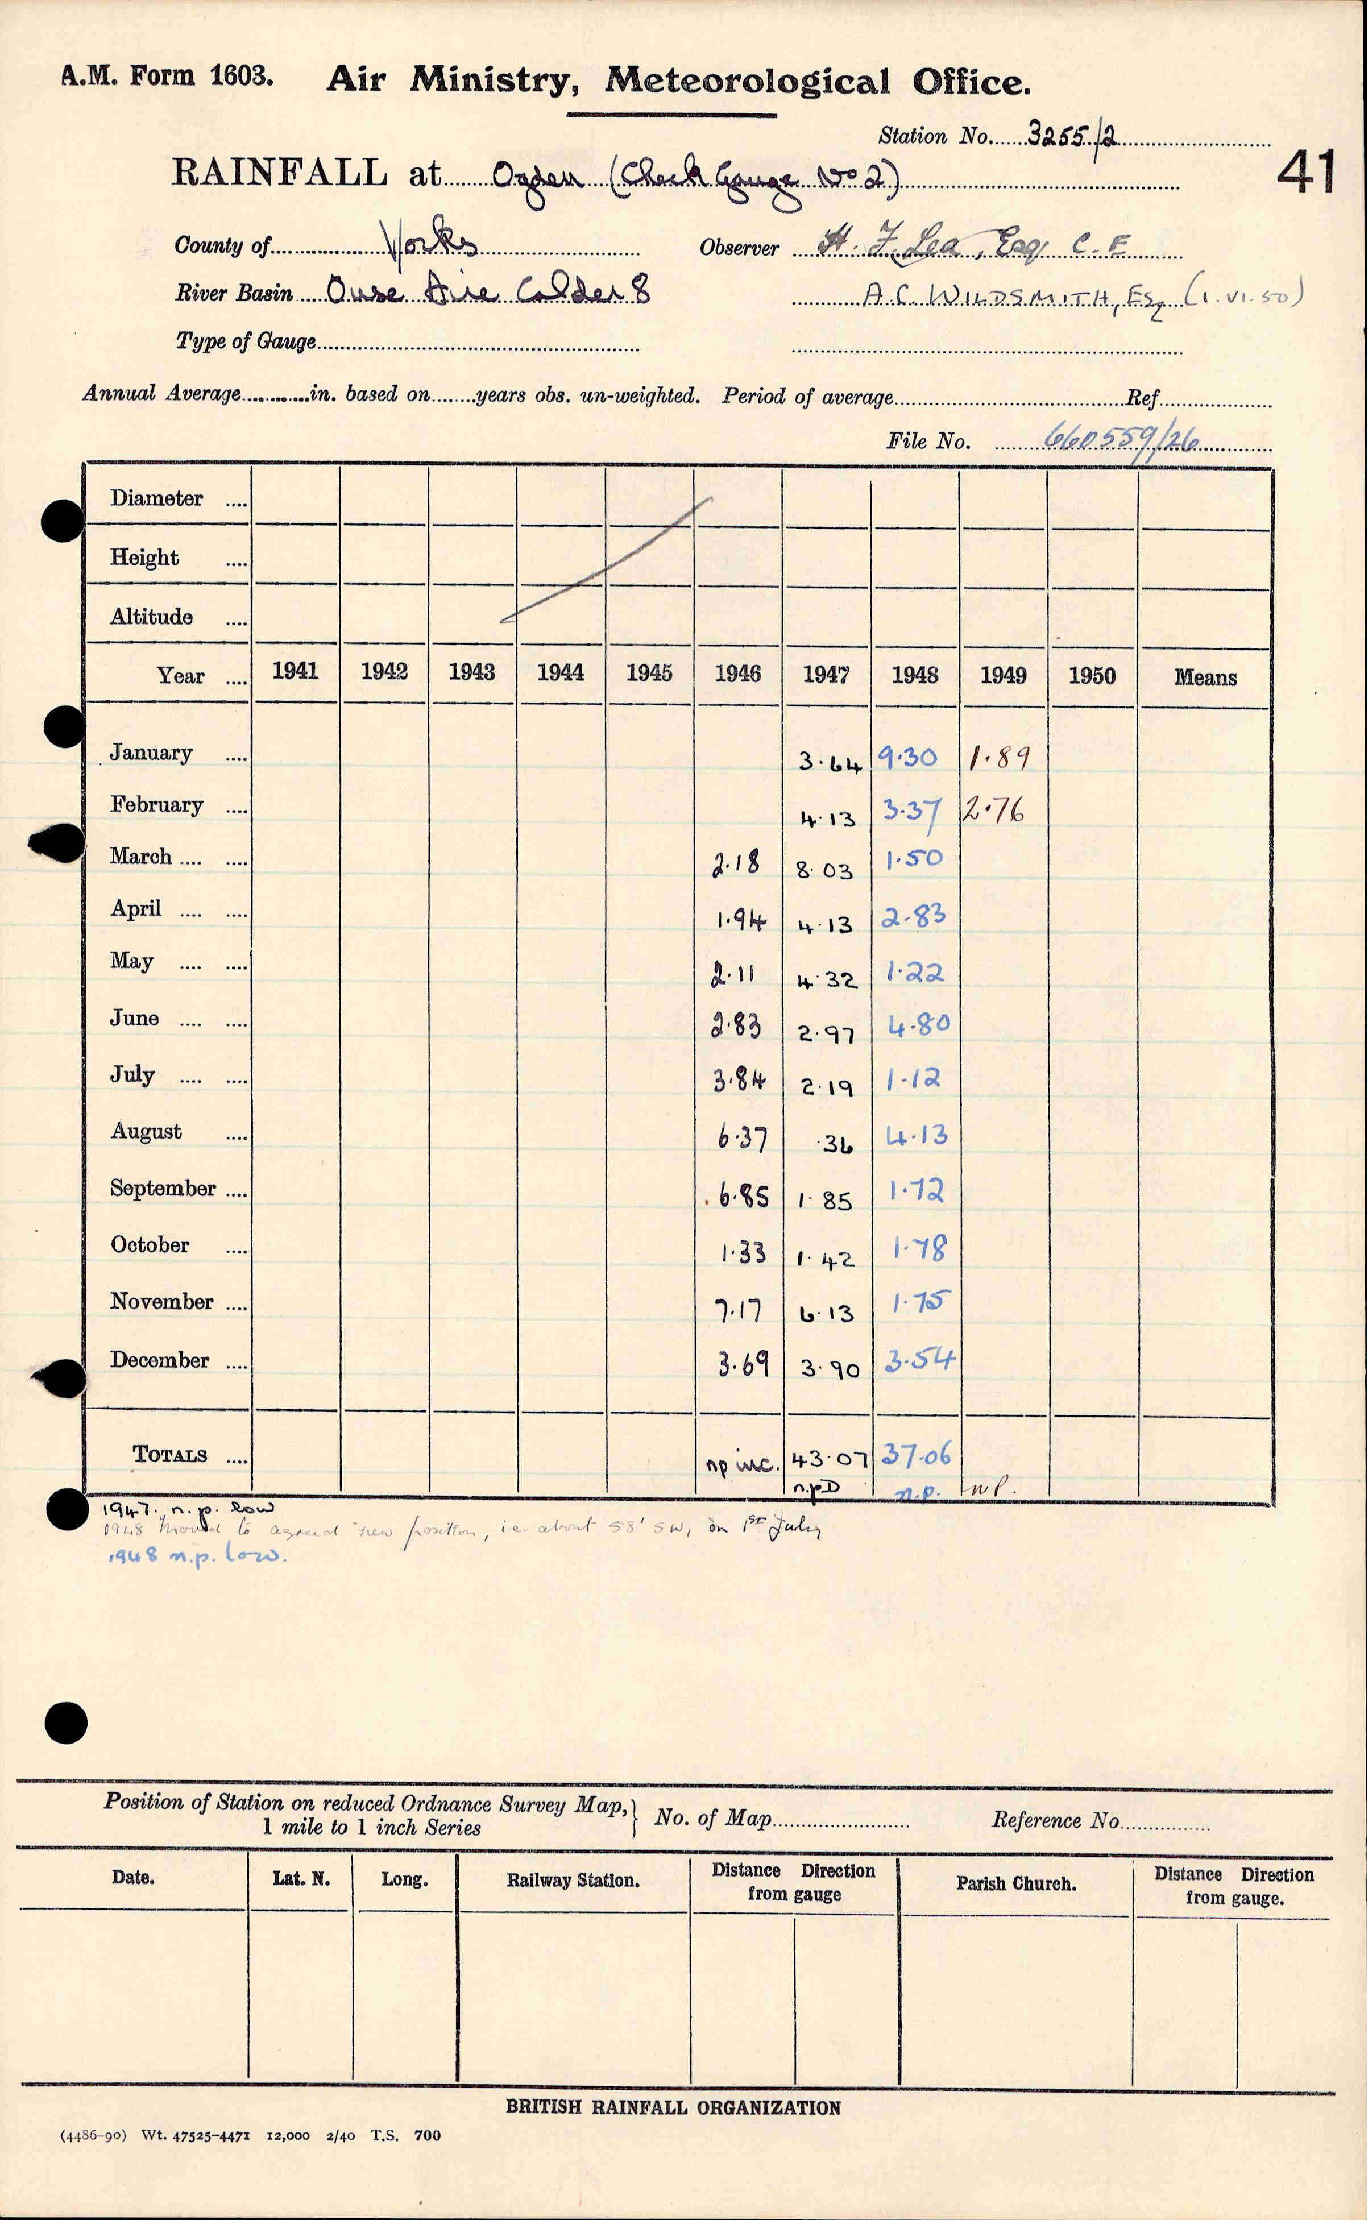 A.M. Form 1603. Air Ministry, Meteorological Office.
Station No. 3255/2
41
RAINFALL at Ogden (Check Gauge No 2)
County of Yorks Observer H. F. Lea, Esq C.E
River Basin Ouse Aire Calder 8 A.C. WILDSMITH, Esq (1.VI.50)
Type of Gauge
Annual Average in. based on years obs. un-weighted. Period of average Ref.
File No. 660559/26
Diameter ....
Height ....
Altitude ....
Year .... 1941 1942 1943 1944 1945 1946 1947 1948 1949 1950 Means
January .... 3.64 9.30 1.89
February .... 4.13 3.37 2.76
March .... .... 2.18 8.03 1.50
April .... .... 1.94 4.13 2.83
May .... .... 2.11 4.32 1.22
June .... .... 2.83 2.97 4.80
July .... .... 3.84 2.19 1.12
August .... 6.37 .36 4.13
September .... 6.85 1.85 1.72
October .... 1.33 1.42 1.78
November .... 7.17 6.13 1.75
December .... 3.69 3.90 3.54
TOTALS .... np inc. 43.07 37.06
npD n.p. np.
1947. n.p. low
1948 Moved to agreed new position, i.e. about 58' SW, on 1st July
1948 n.p. low.
Position of Station on reduced Ordnance Survey Map, 1 mile to 1 inch Series } No. of Map Reference No.
Date. Lat. N. Long. Railway Station. Distance Direction from gauge Parish Church. Distance Direction from gauge.
BRITISH RAINFALL ORGANIZATION
(4486-90) Wt. 47525-4471 12,000 2/40 T.S. 700